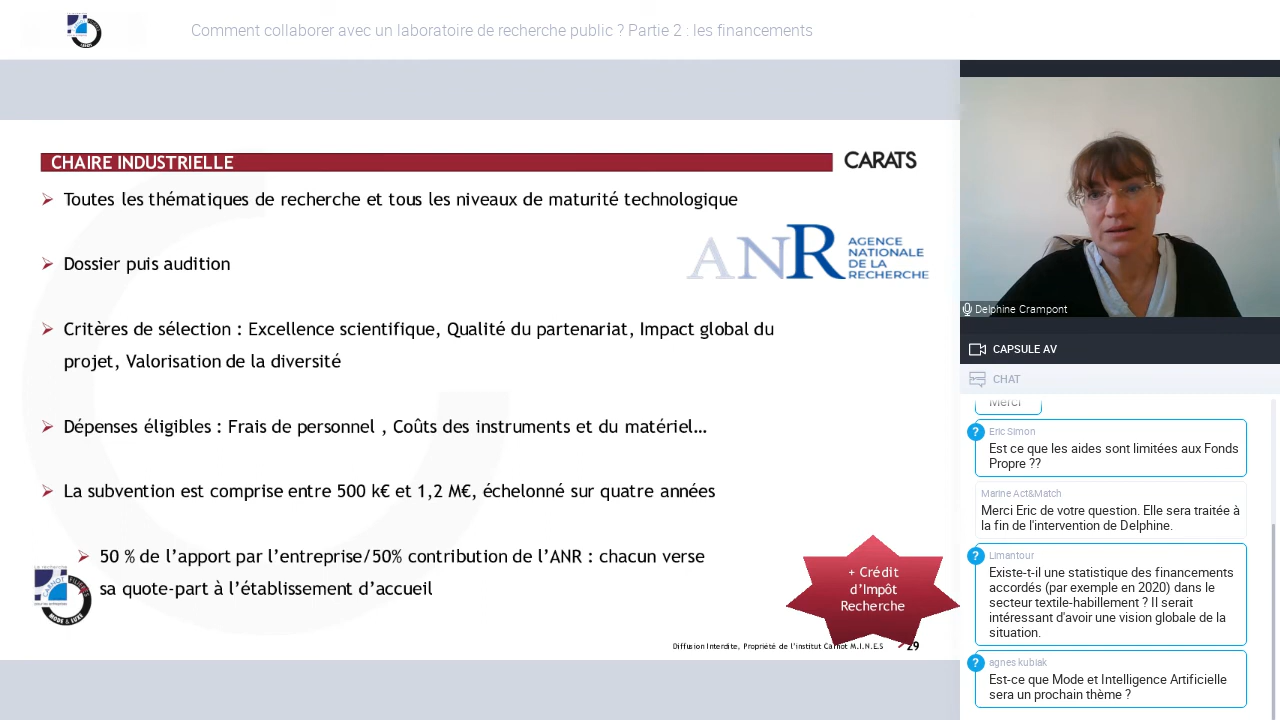 Comment collaborer avec un laboratoire de recherche public ? Partie 2 : les financements
CHAIRE INDUSTRIELLE
CARATS
Toutes les thématiques de recherche et tous les niveaux de maturité technologique
ANR AGENCE
NATIONALE
DE LA
RECHERCHE
Dossier puis audition
Critères de sélection : Excellence scientifique, Qualité du partenariat, Impact global du
projet, Valorisation de la diversité
Dépenses éligibles : Frais de personnel , Coûts des instruments et du matériel…
La subvention est comprise entre 500 k€ et 1,2 M€, échelonné sur quatre années
50 % de l’apport par l’entreprise/50% contribution de l’ANR : chacun verse
sa quote-part à l’établissement d’accueil
CARNOT
MODE & LUXE
+ Crédit
d’Impôt
Recherche
Diffusion Interdite, Propriété de l’institut Carnot M.I.N.E.S
29
Delphine Crampont
CAPSULE AV
CHAT
Merci
Eric Simon
Est ce que les aides sont limitées aux Fonds
Propre ??
Marine Act&Match
Merci Eric de votre question. Elle sera traitée à
la fin de l'intervention de Delphine.
Limantour
Existe-t-il une statistique des financements
accordés (par exemple en 2020) dans le
secteur textile-habillement ? Il serait
intéressant d'avoir une vision globale de la
situation.
agnes kubiak
Est-ce que Mode et Intelligence Artificielle
sera un prochain thème ?